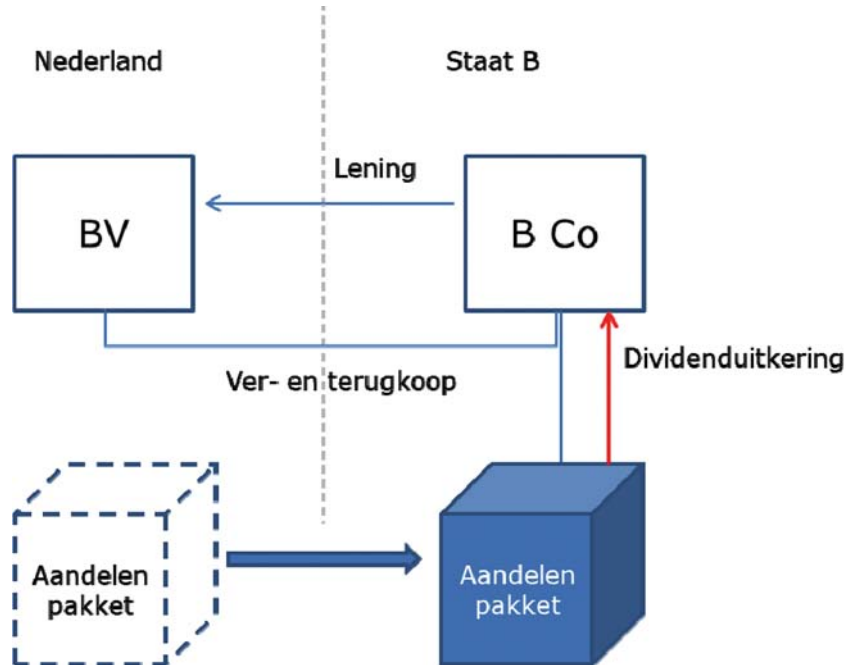 Nederland
Staat B
Lening
BV
B Co
Dividenduitkering
Ver- en terugkoop
Aandelen
pakket
Aandelen
pakket